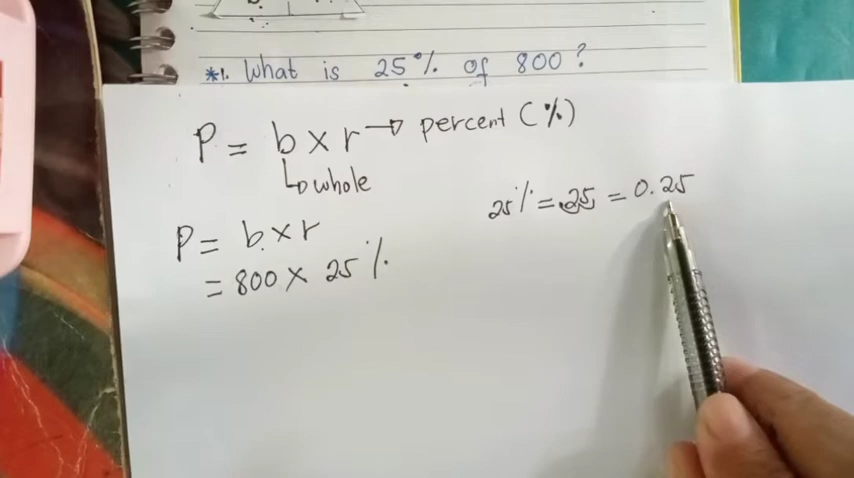 *1. What is 25% of 800?
P = b x r → percent (%)
↳ whole
P = b x r
= 800 x 25%
25% = .25 = 0.25